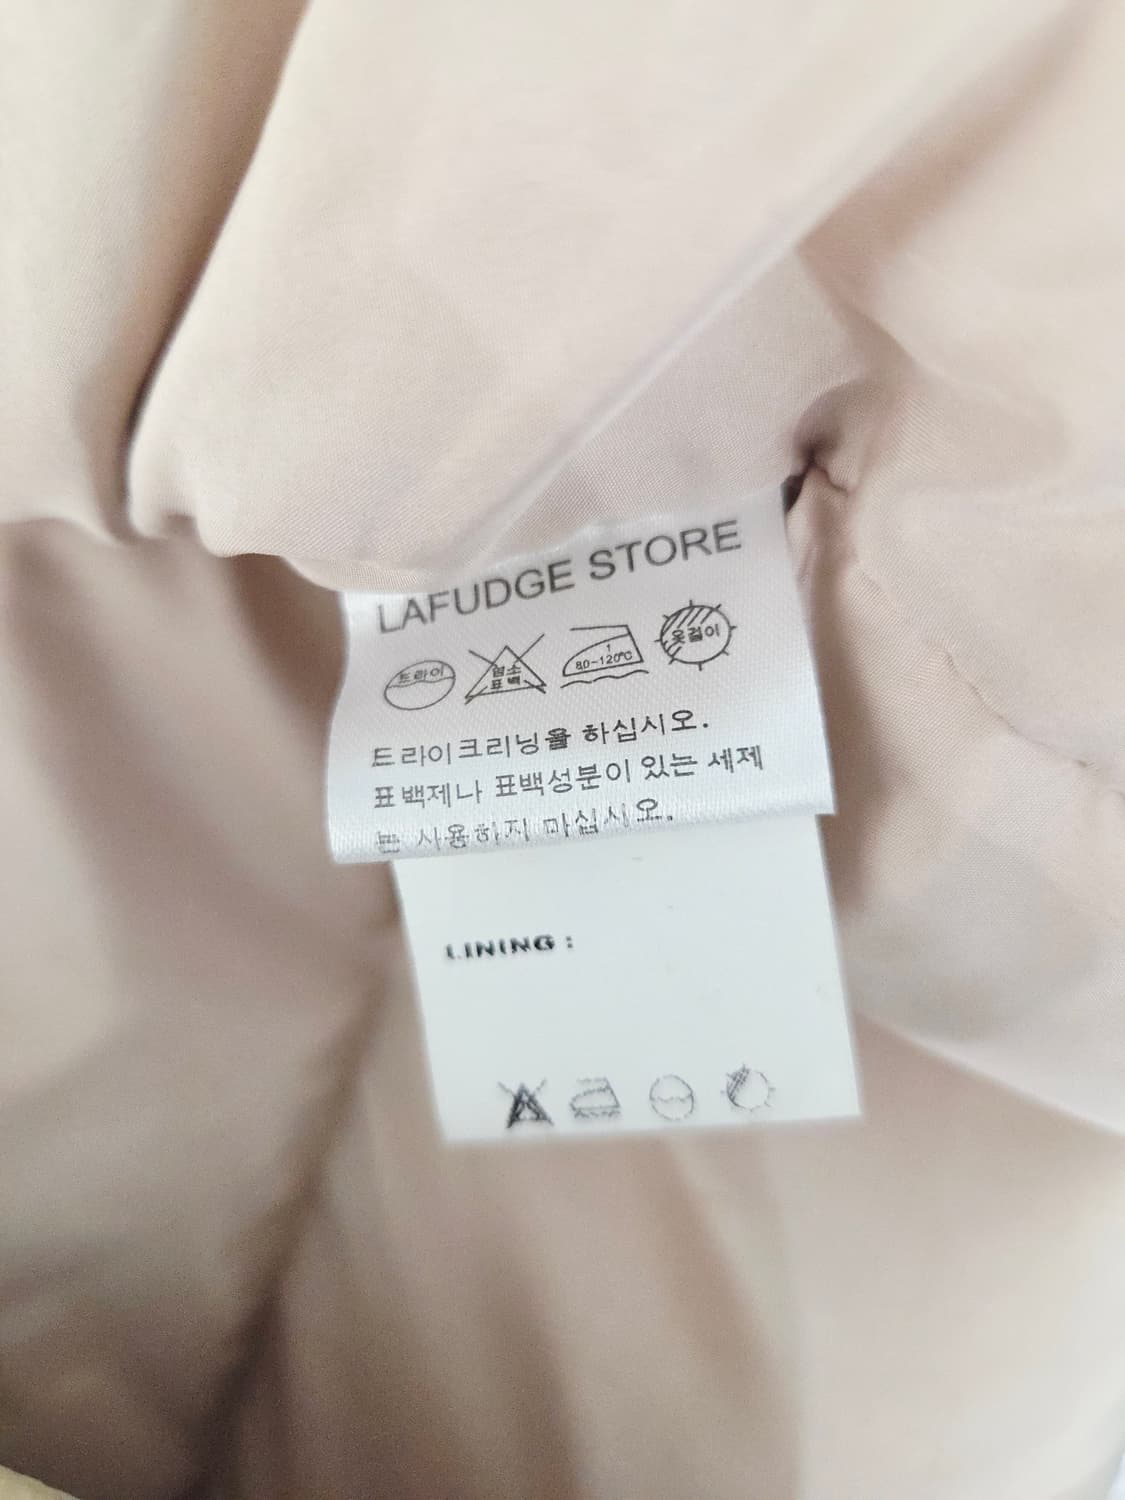 LAFUDGE STORE
드라이
염소
표백
1
80~120℃
옷걸이
드라이크리닝을 하십시오.
표백제나 표백성분이 있는 세제
는 사용하지 마십시오.
LINING :